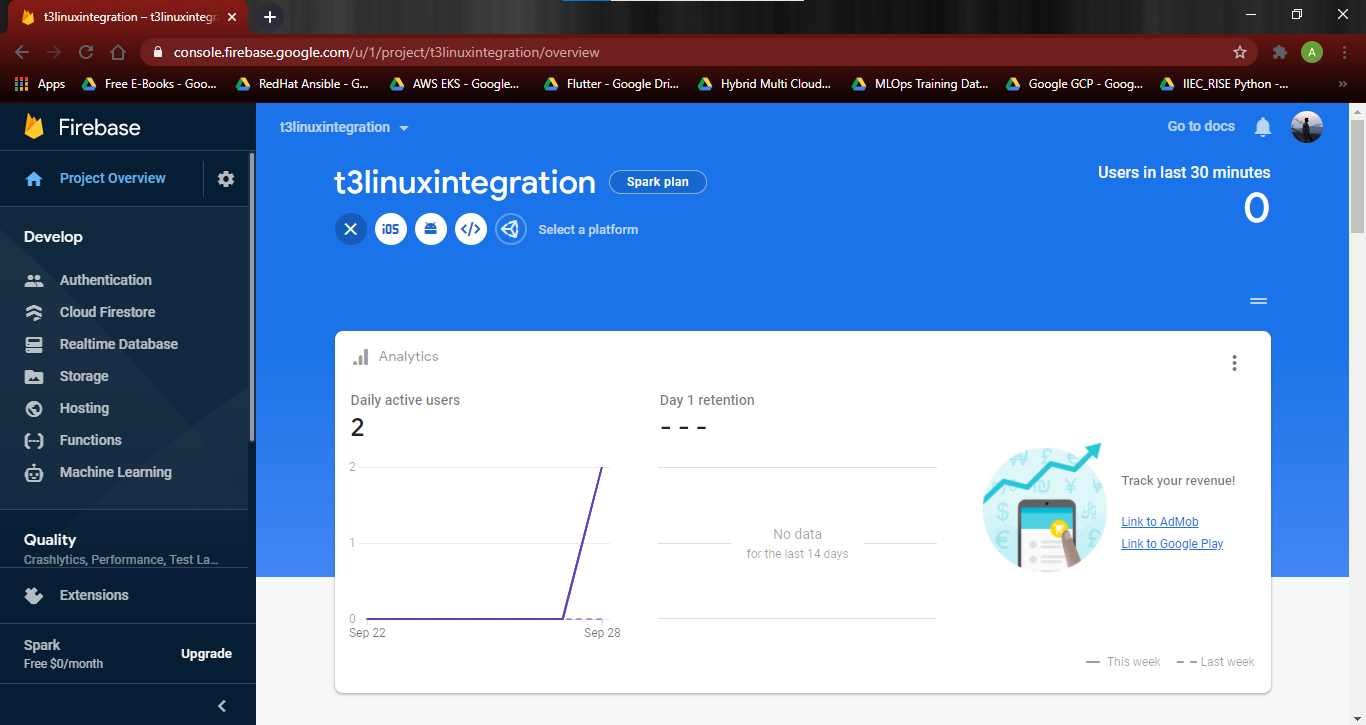 t3linuxintegration – t3linuxintegr
console.firebase.google.com/u/1/project/t3linuxintegration/overview
A
Apps
Free E-Books - Goo...
RedHat Ansible - G...
AWS EKS - Google...
Flutter - Google Dri...
Hybrid Multi Cloud...
MLOps Training Dat...
Google GCP - Goog...
IIEC_RISE Python -...
»
Firebase
t3linuxintegration
Go to docs
Project Overview
t3linuxintegration
Spark plan
Users in last 30 minutes
0
iOS
</>
Select a platform
Develop
Authentication
Cloud Firestore
Realtime Database
Storage
Hosting
Functions
Machine Learning
Quality
Crashlytics, Performance, Test La...
Extensions
Spark
Free $0/month
Upgrade
Analytics
Daily active users
2
2
1
0
Sep 22
Sep 28
Day 1 retention
- - -
No data
for the last 14 days
Track your revenue!
Link to AdMob
Link to Google Play
This week
Last week